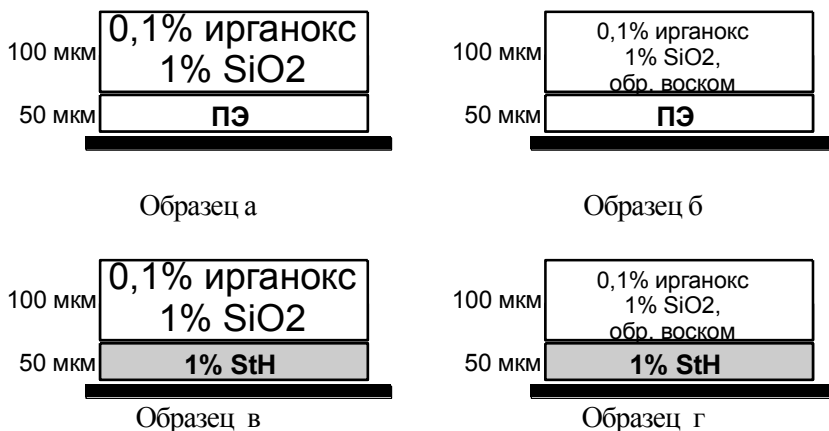 100 мкм
0,1% ирганокс
1% SiO2
50 мкм
ПЭ
Образец а
100 мкм
0,1% ирганокс
1% SiO2,
обр. воском
50 мкм
ПЭ
Образец б
100 мкм
0,1% ирганокс
1% SiO2
50 мкм
1% StH
Образец в
100 мкм
0,1% ирганокс
1% SiO2,
обр. воском
50 мкм
1% StH
Образец г